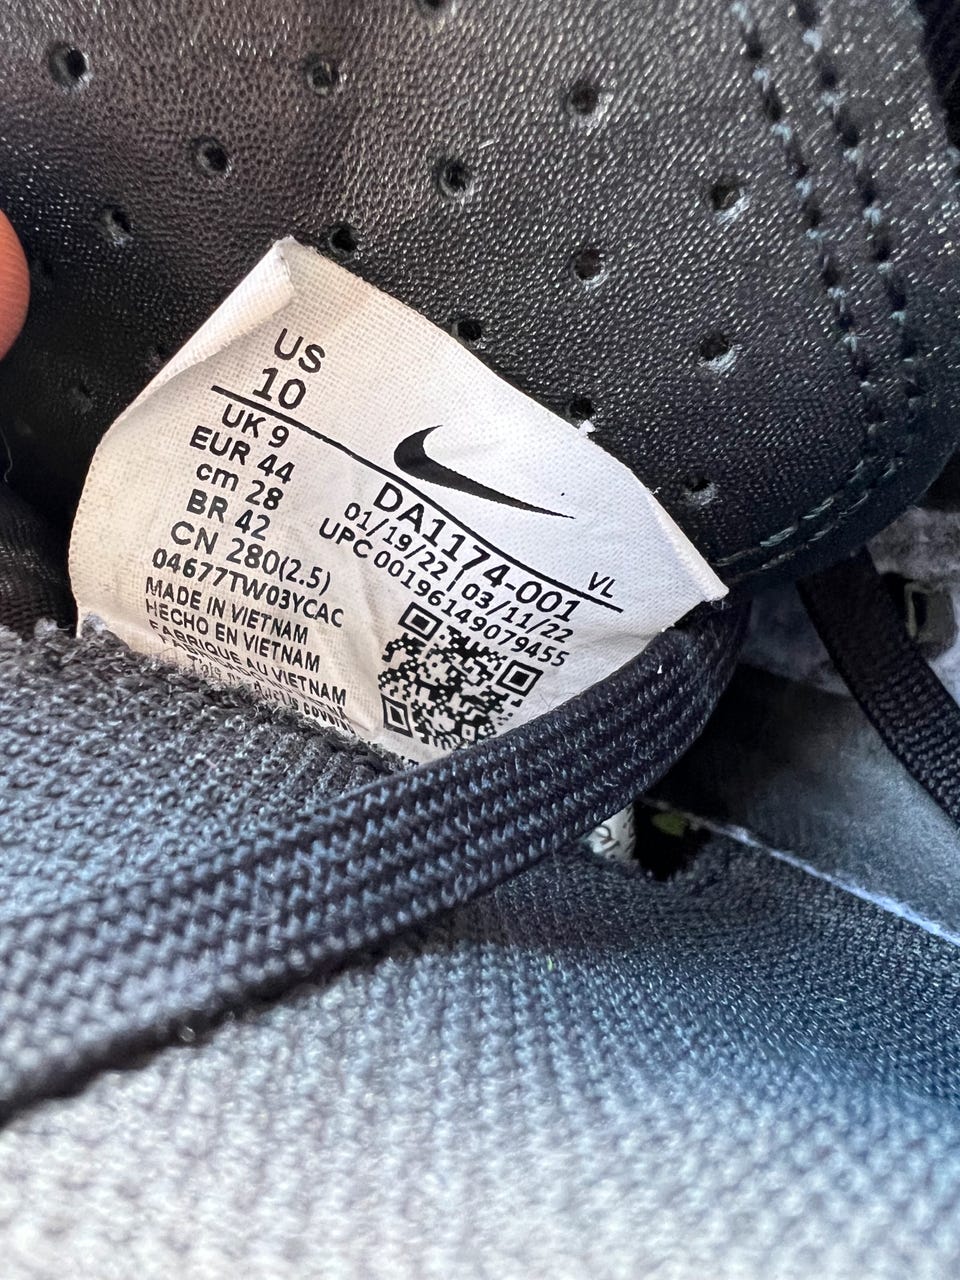 US
10
UK 9
EUR 44
cm 28
BR 42
CN 280(2.5)
04677TW03YCAC
MADE IN VIETNAM
HECHO EN VIETNAM
FABRIQUE AU VIETNAM
This
DA1174-001 VL
01/19/22 | 03/11/22
UPC 00196149079455